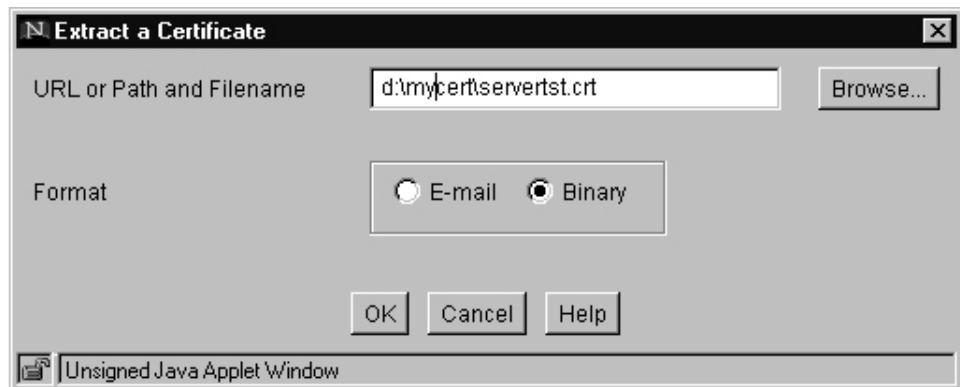 N Extract a Certificate
URL or Path and Filename d:\mycert\servertst.crt Browse...
Format E-mail Binary
OK Cancel Help
Unsigned Java Applet Window